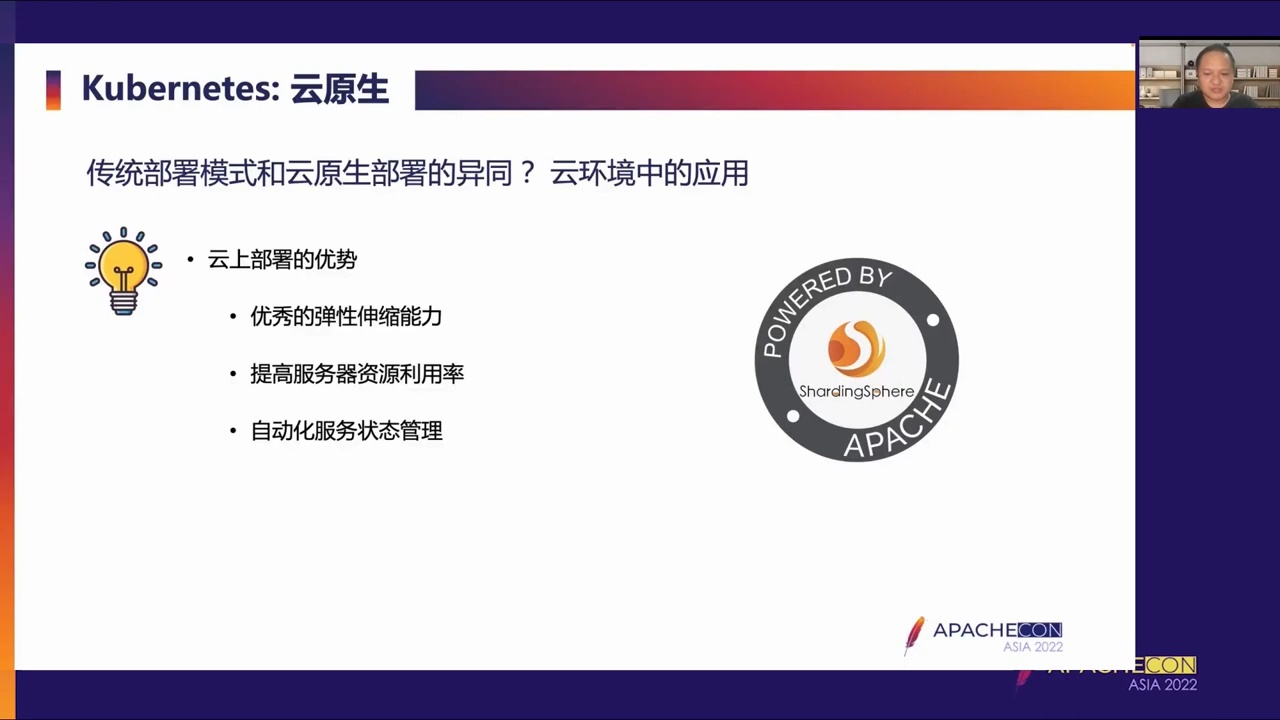 Kubernetes: 云原生
传统部署模式和云原生部署的异同？ 云环境中的应用
• 云上部署的优势
• 优秀的弹性伸缩能力
• 提高服务器资源利用率
• 自动化服务状态管理
POWERED BY
ShardingSphere
APACHE
APACHECON
ASIA 2022
APACHECON
ASIA 2022